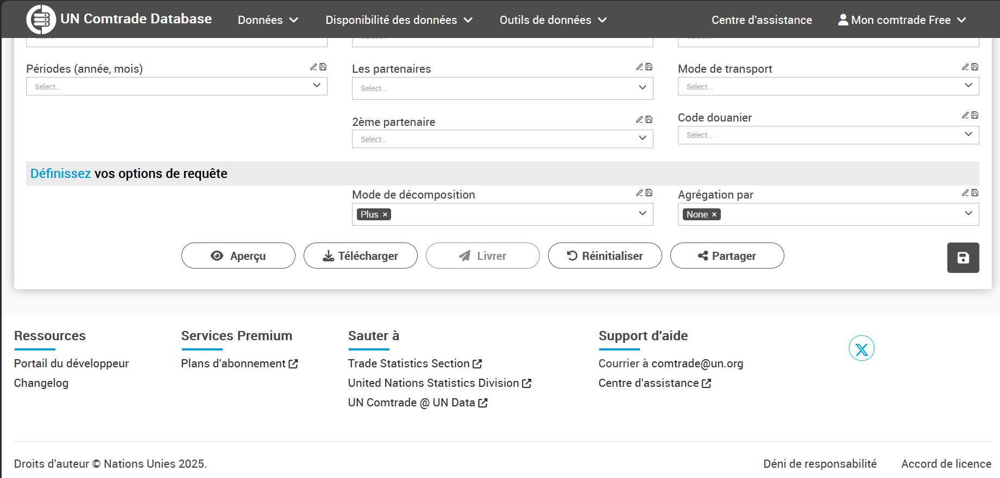 UN Comtrade Database
Données
Disponibilité des données
Outils de données
Centre d'assistance
Mon comtrade Free
Périodes (année, mois)
Select...
Les partenaires
Select...
Mode de transport
Select...
2ème partenaire
Select...
Code douanier
Select...
Définissez vos options de requête
Mode de décomposition
Plus ×
Agrégation par
None ×
Aperçu
Télécharger
Livrer
Réinitialiser
Partager
Ressources
Portail du développeur
Changelog
Services Premium
Plans d'abonnement
Sauter à
Trade Statistics Section
United Nations Statistics Division
UN Comtrade @ UN Data
Support d'aide
Courrier à comtrade@un.org
Centre d'assistance
Droits d'auteur © Nations Unies 2025.
Déni de responsabilité
Accord de licence